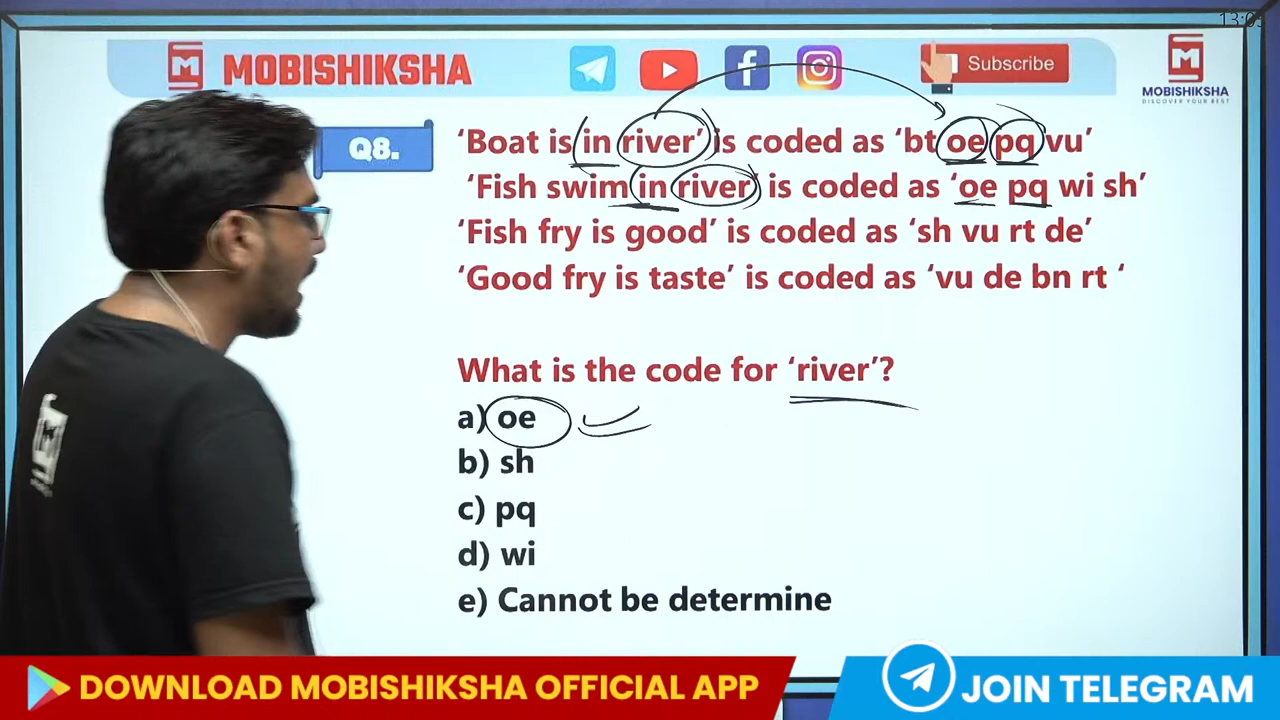 13:0
MOBISHIKSHA
Subscribe
MOBISHIKSHA
DISCOVER YOUR BEST
Q8.
‘Boat is in river’ is coded as ‘bt oe pq vu’
‘Fish swim in river’ is coded as ‘oe pq wi sh’
‘Fish fry is good’ is coded as ‘sh vu rt de’
‘Good fry is taste’ is coded as ‘vu de bn rt ‘
What is the code for ‘river’?
a) oe
b) sh
c) pq
d) wi
e) Cannot be determine
DOWNLOAD MOBISHIKSHA OFFICIAL APP
JOIN TELEGRAM